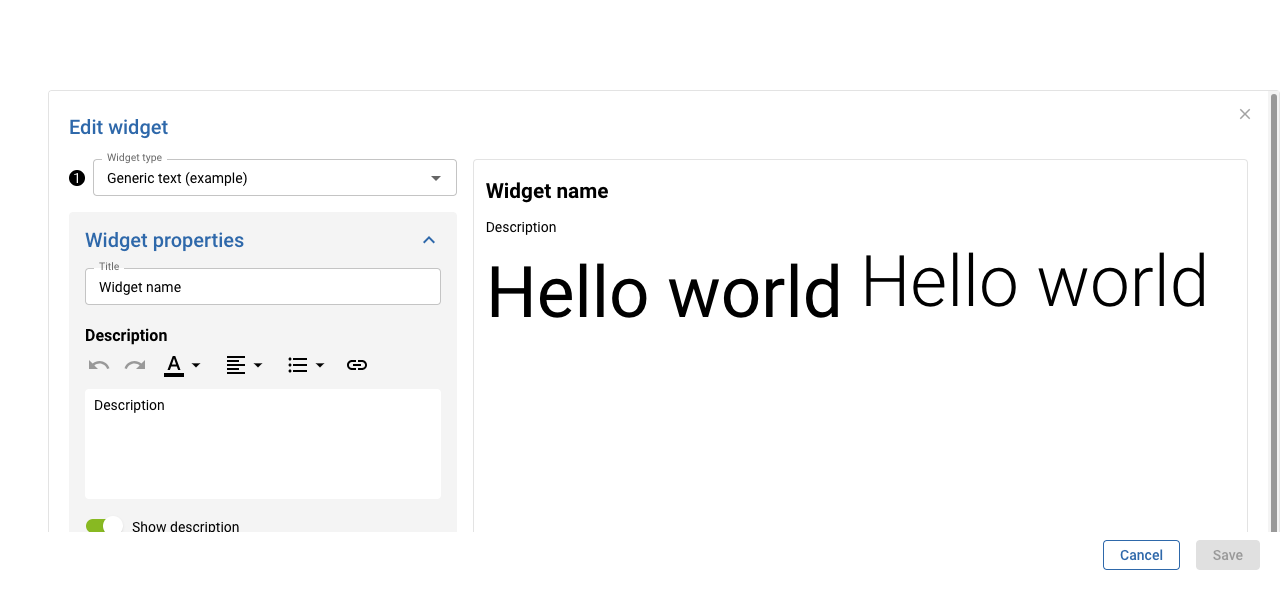 Edit widget
Widget type
1
Generic text (example)
Widget properties
Title
Widget name
Description
A
Description
Show description
Widget name
Description
Hello world Hello world
Cancel
Save